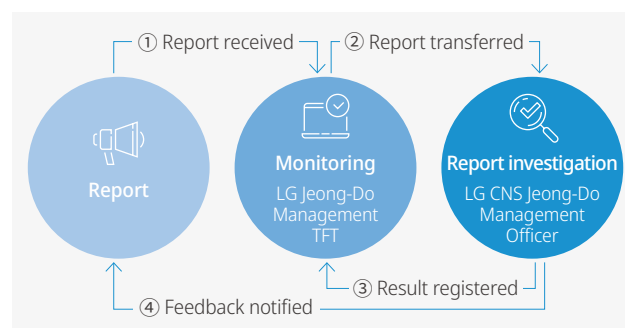 ① Report received
② Report transferred
Report
Monitoring
LG Jeong-Do
Management
TFT
Report investigation
LG CNS Jeong-Do
Management
Officer
③ Result registered
④ Feedback notified